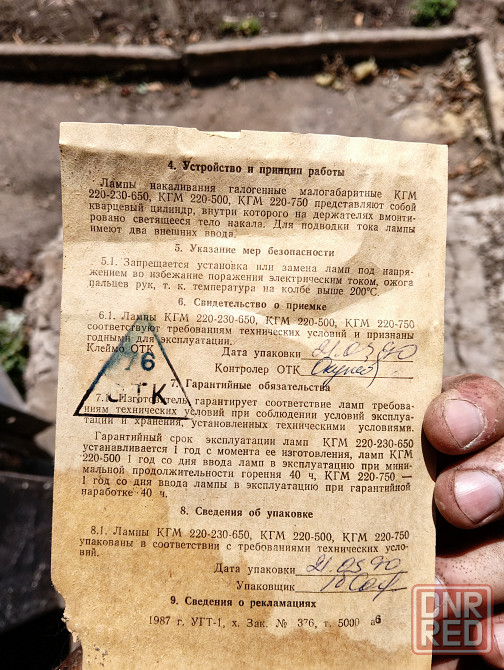 4. Устройство и принцип работы
Лампы накаливания галогенные малогабаритные КГМ
220-230-650, КГМ 220-500, КГМ 220-750 представляют собой
кварцевый цилиндр, внутри которого на держателях вмонти-
ровано светящееся тело накала. Для подводки тока лампы
имеют два внешних ввода.
5. Указание мер безопасности
5.1. Запрещается установка или замена ламп под напря-
жением во избежание поражения электрическим током, ожога
пальцев рук, т. к. температура на колбе выше 200°С.
6. Свидетельство о приемке
6.1. Лампы КГМ 220-230-650, КГМ 220-500, КГМ 220-750
соответствуют требованиям технических условий и признаны
годными для эксплуатации.
Клеймо ОТК
Дата упаковки 21.03.90
Контролер ОТК
76
ОТК
7. Гарантийные обязательства
7.1. Изготовитель гарантирует соответствие ламп требова-
ниям технических условий при соблюдении условий эксплуа-
тации и хранения, установленных техническими условиями.
Гарантийный срок эксплуатации ламп КГМ 220-230-650
устанавливается 1 год с момента ее изготовления, ламп КГМ
220-500 1 год со дня ввода ламп в эксплуатацию при мини-
мальной продолжительности горения 40 ч, КГМ 220-750 —
1 год со дня ввода лампы в эксплуатацию при гарантийной
наработке 40 ч.
8. Сведения об упаковке
8.1. Лампы КГМ 220-230-650, КГМ 220-500, КГМ 220-750
упакованы в соответствии с требованиями технических усло-
вий.
Дата упаковки 21.03.90
Упаковщик
9. Сведения о рекламациях
1987 г. УГТ-1, х. Зак. № 376, т. 5000 аб
DNR
RED